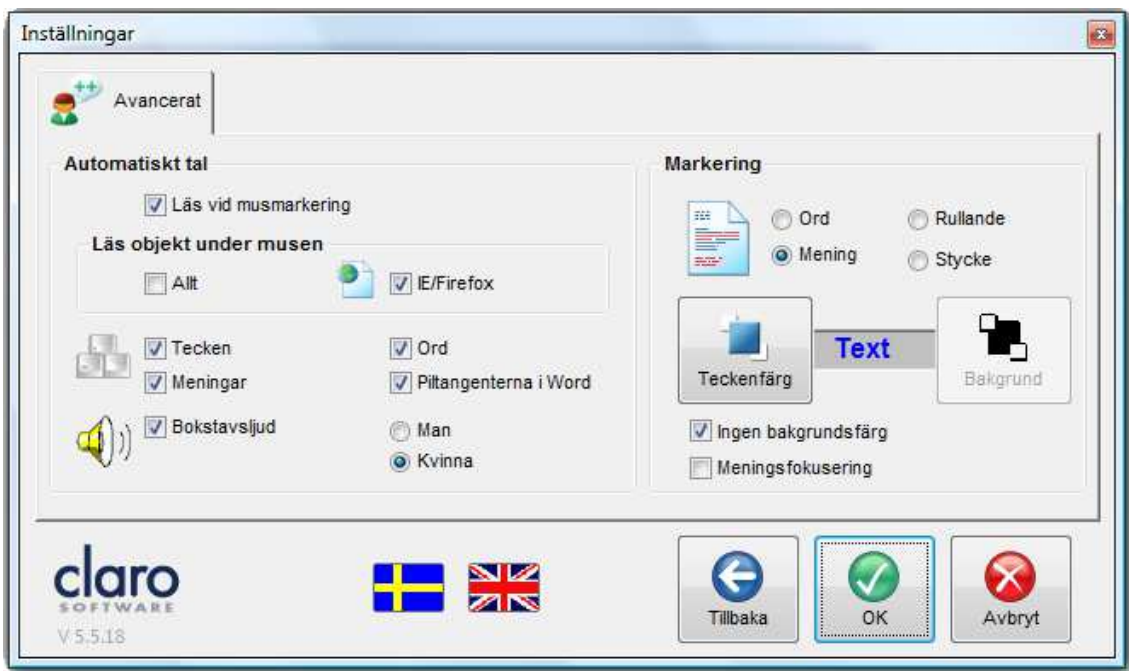 Inställningar
Avancerat
Automatiskt tal
Läs vid musmarkering
Läs objekt under musen
Allt
IE/Firefox
Tecken
Ord
Meningar
Piltangenterna i Word
Bokstavsljud
Man
Kvinna
Markering
Ord
Rullande
Mening
Stycke
Teckenfärg
Text
Bakgrund
Ingen bakgrundsfärg
Meningsfokusering
claro
SOFTWARE
V 5.5.18
Tillbaka
OK
Avbryt